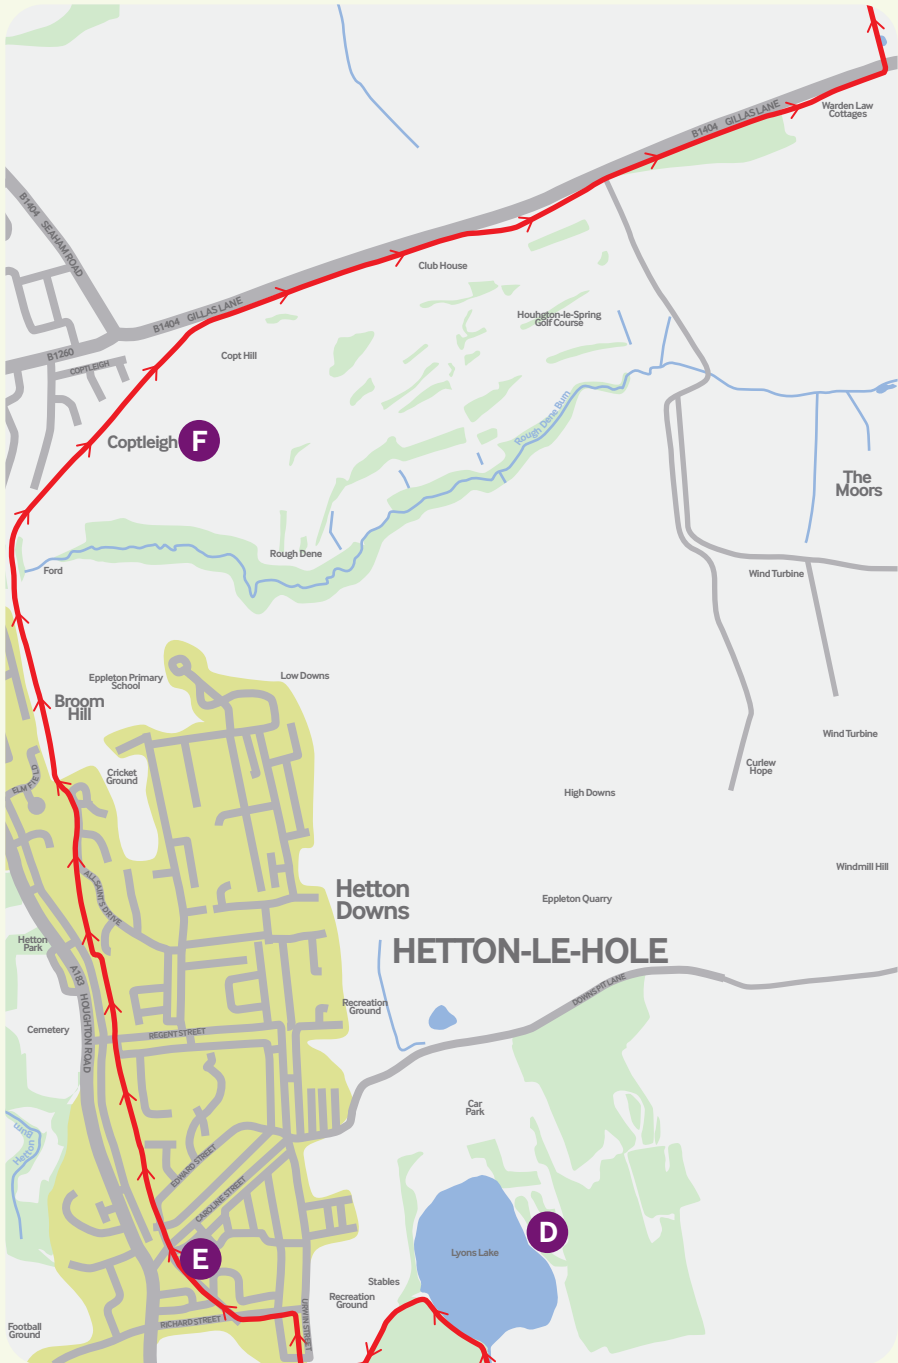 Warden Law
Cottages
B1404 GILLAS LANE
B1404 SEAHAM ROAD
Club House
B1404 GILLAS LANE
Houhgton-le-Spring
Golf Course
B1260
COPTLEIGH
Copt Hill
Rough Dene Burn
Coptleigh
F
The
Moors
Rough Dene
Ford
Wind Turbine
Eppleton Primary
School
Low Downs
Broom
Hill
Wind Turbine
Cricket
Ground
Curlew
Hope
High Downs
Windmill Hill
ALL SAINTS DRIVE
Hetton
Downs
Eppleton Quarry
Hetton
Park
HETTON-LE-HOLE
A183 HOUGHTON ROAD
DOWNS PIT LANE
Recreation
Ground
Cemetery
REGENT STREET
Car
Park
Hetton Burn
EDWARD STREET
CAROLINE STREET
D
E
Lyons Lake
Stables
Recreation
Ground
RICHARD STREET
URWIN STREET
Football
Ground